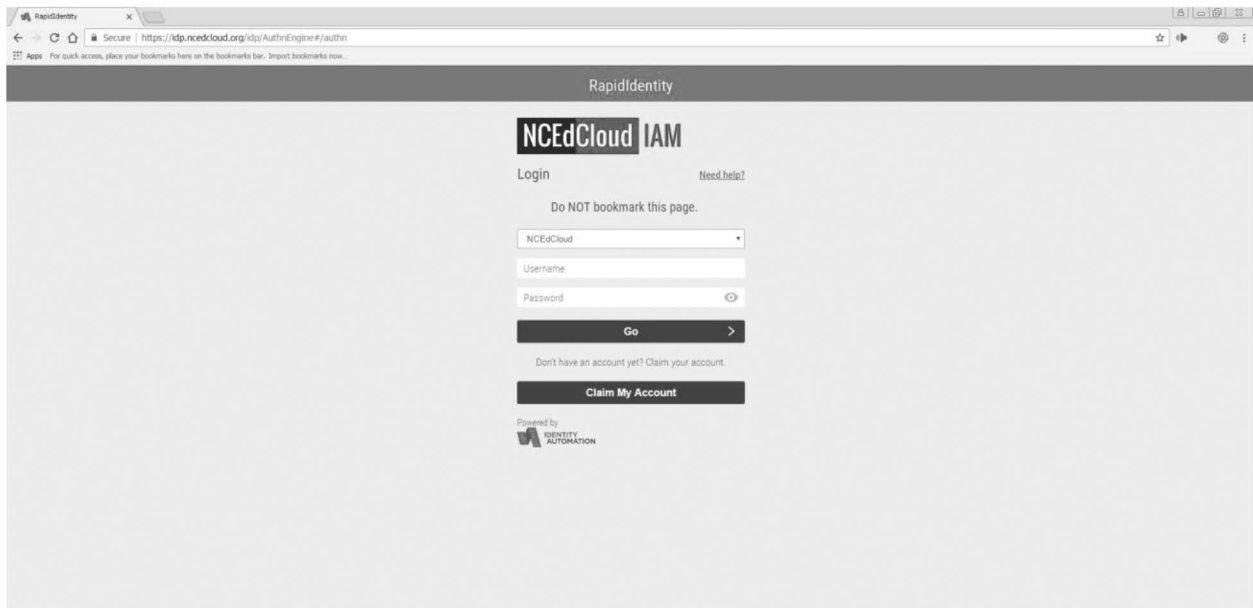 RapidIdentity
Secure | https://idp.ncedcloud.org/idp/AuthnEngine#/authn
Apps For quick access, place your bookmarks here on the bookmarks bar. Import bookmarks now...
RapidIdentity
NCEdCloud IAM
Login Need help?
Do NOT bookmark this page.
NCEdCloud
Username
Password
Go
Don't have an account yet? Claim your account.
Claim My Account
Powered by
IDENTITY
AUTOMATION